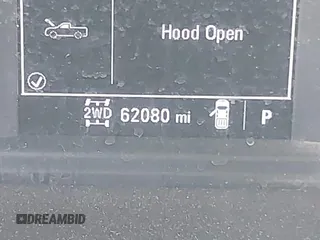 Hood Open
2WD 62080 mi P
DREAMBID